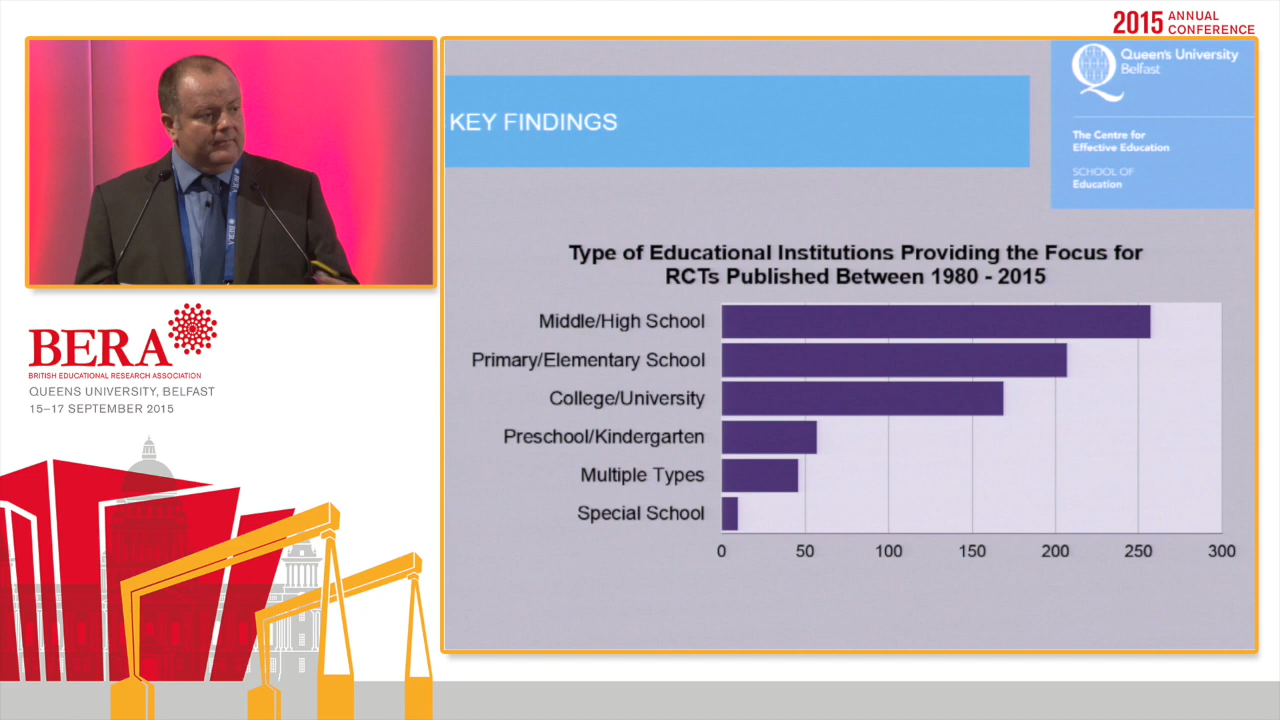 2015 ANNUAL
CONFERENCE
BERA
BERA
BERA
BRITISH EDUCATIONAL RESEARCH ASSOCIATION
QUEENS UNIVERSITY, BELFAST
15–17 SEPTEMBER 2015
KEY FINDINGS
Queen's University
Belfast
The Centre for
Effective Education
SCHOOL OF
Education
Type of Educational Institutions Providing the Focus for
RCTs Published Between 1980 - 2015
Middle/High School
Primary/Elementary School
College/University
Preschool/Kindergarten
Multiple Types
Special School
0 50 100 150 200 250 300